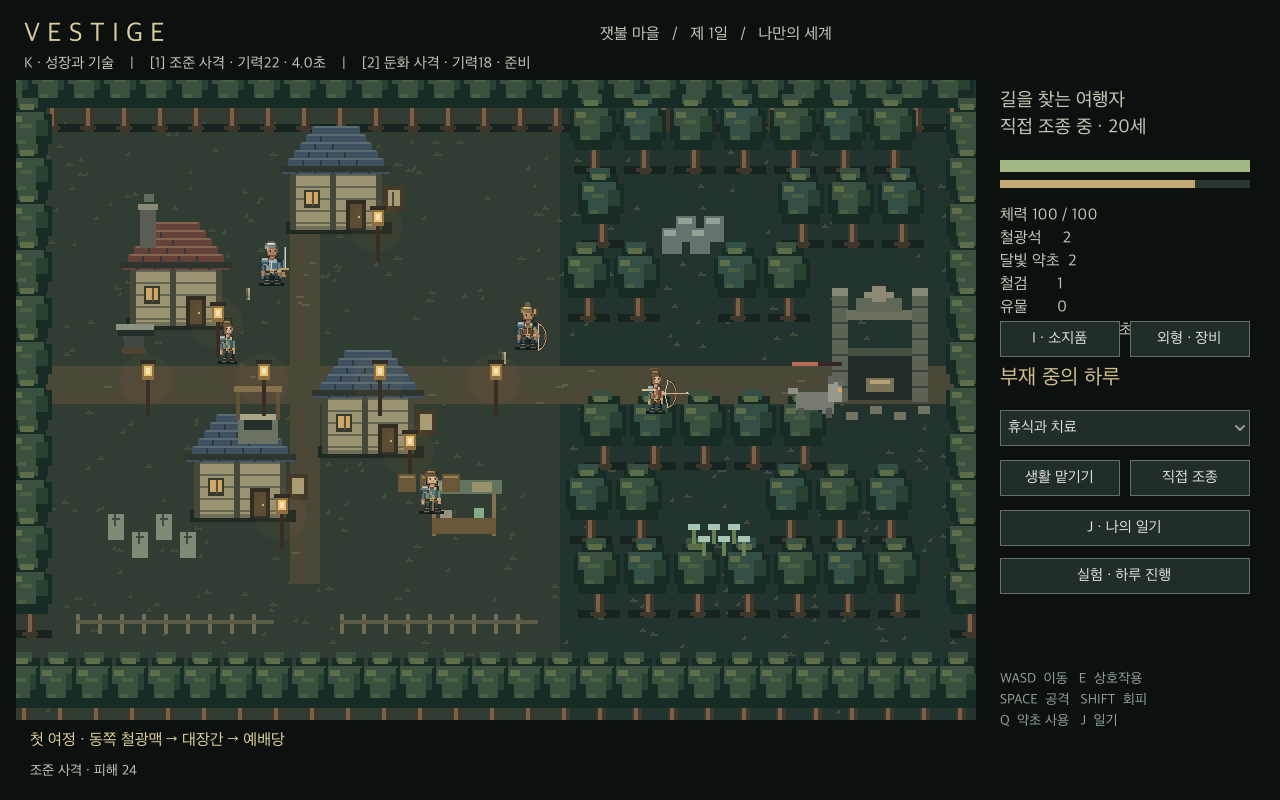 VESTIGE
잿불 마을 / 제 1일 / 나만의 세계
K · 성장과 기술 | [1] 조준 사격 · 기력22 · 4.0초 | [2] 둔화 사격 · 기력18 · 준비
길을 찾는 여행자
직접 조종 중 · 20세
체력 100 / 100
철광석 2
달빛 약초 2
철검 1
유물 0
초
I · 소지품
외형 · 장비
부재 중의 하루
휴식과 치료
생활 맡기기
직접 조종
J · 나의 일기
실험 · 하루 진행
WASD 이동 E 상호작용
SPACE 공격 SHIFT 회피
Q 약초 사용 J 일기
첫 여정 · 동쪽 철광맥 → 대장간 → 예배당
조준 사격 · 피해 24